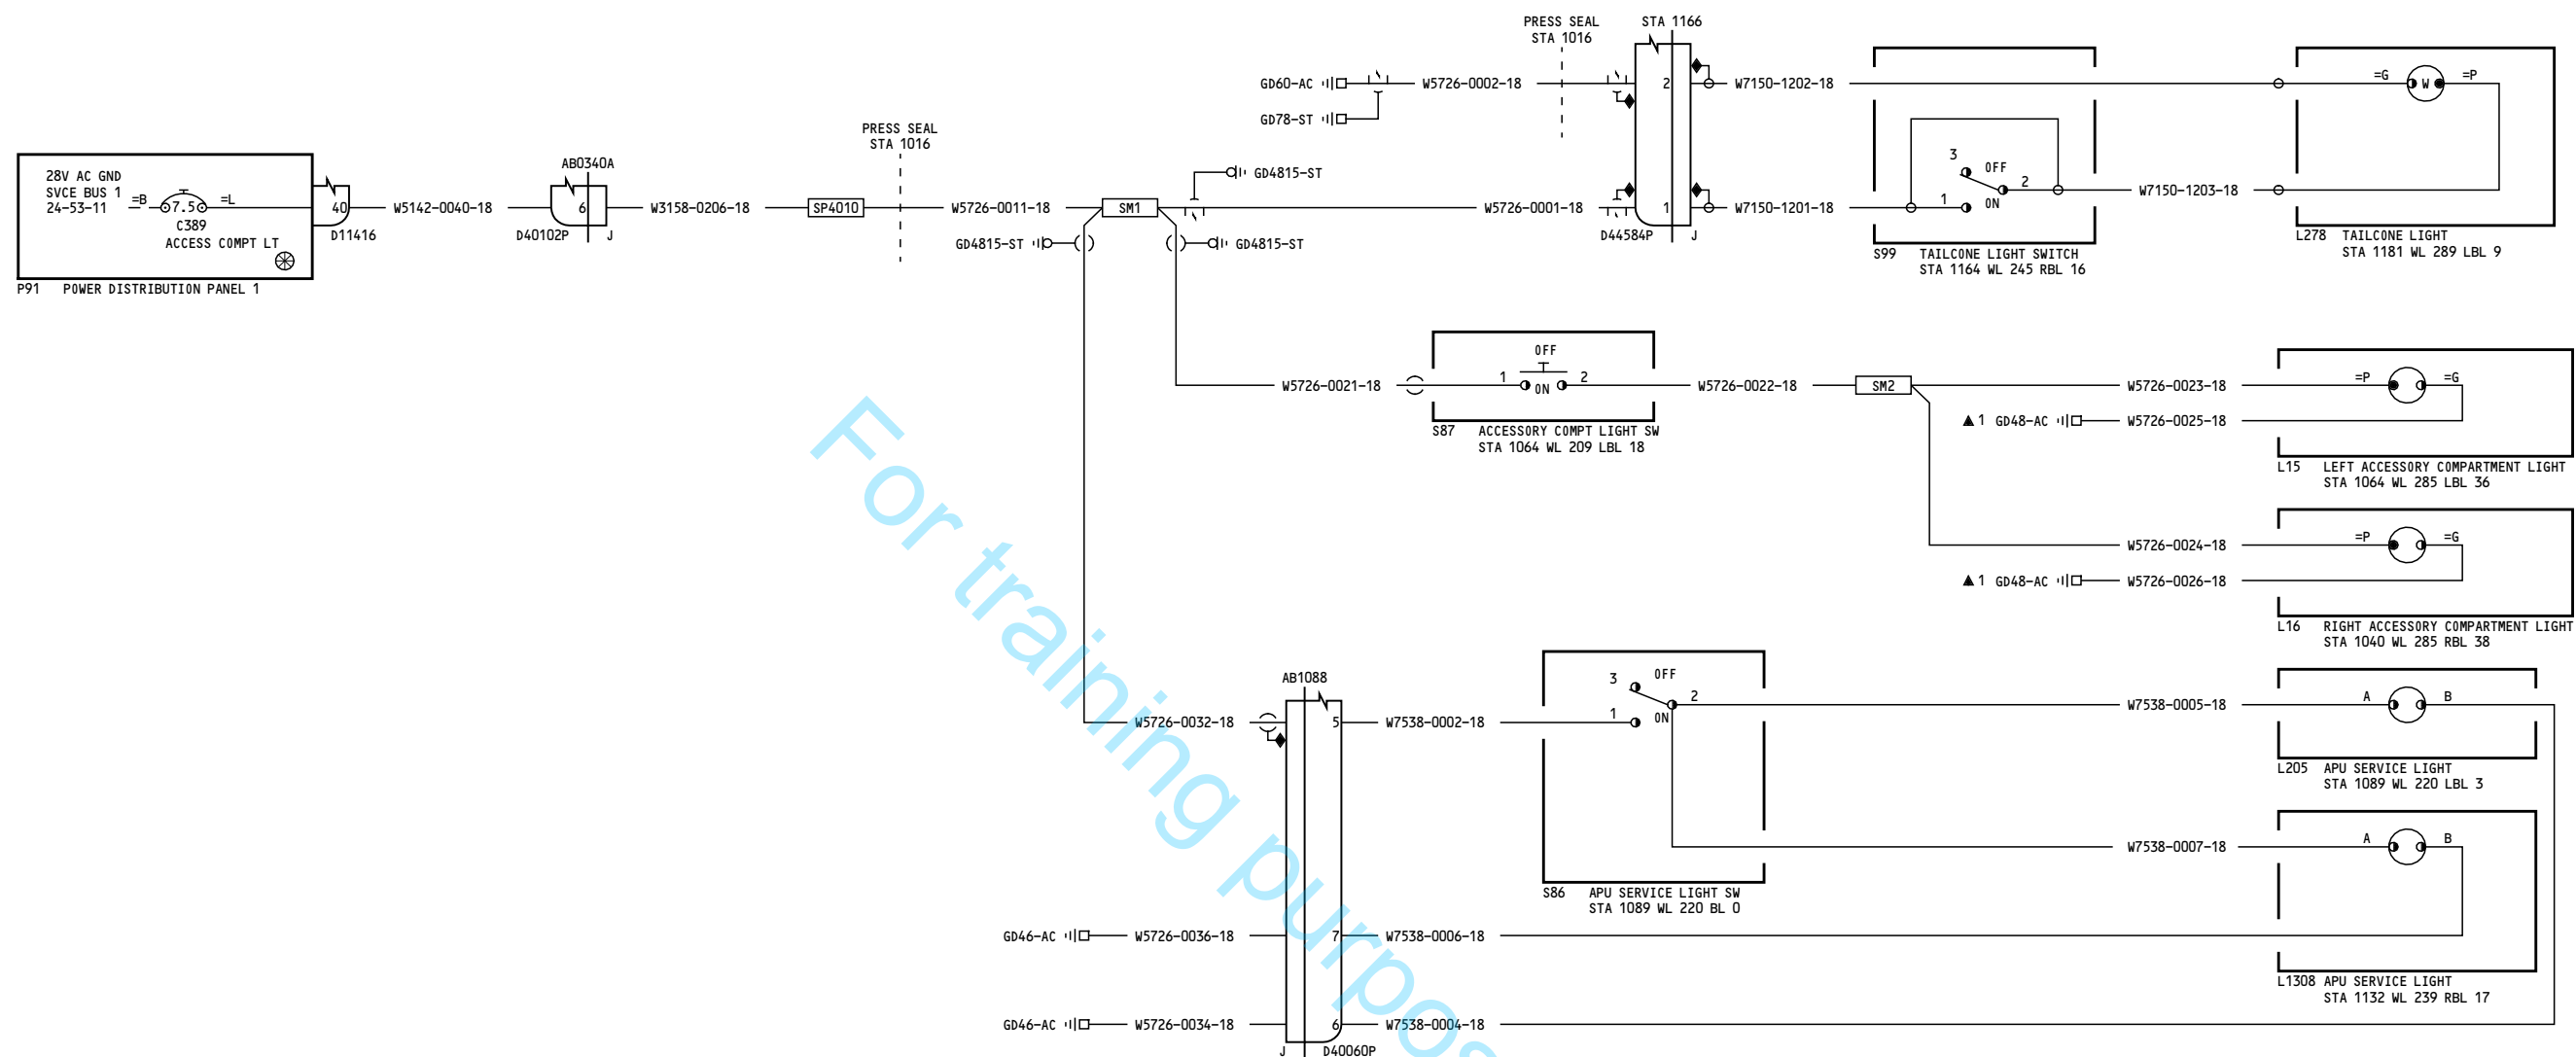 PRESS SEAL
STA 1016
STA 1166
GD60-AC
W5726-0002-18
2
W7150-1202-18
=G
W
=P
GD78-ST
PRESS SEAL
STA 1016
28V AC GND
SVCE BUS 1
24-53-11
=B
7.5
=L
C389
ACCESS COMPT LT
40
D11416
P91 POWER DISTRIBUTION PANEL 1
W5142-0040-18
AB0340A
6
D40102P J
W3158-0206-18
SP4010
W5726-0011-18
SM1
GD4815-ST
GD4815-ST
GD4815-ST
W5726-0001-18
1
D44584P J
W7150-1201-18
3
OFF
2
1
ON
W7150-1203-18
S99 TAILCONE LIGHT SWITCH
STA 1164 WL 245 RBL 16
L278 TAILCONE LIGHT
STA 1181 WL 289 LBL 9
W5726-0021-18
OFF
1
ON
2
S87 ACCESSORY COMPT LIGHT SW
STA 1064 WL 209 LBL 18
W5726-0022-18
SM2
W5726-0023-18
=P
=G
1 GD48-AC
W5726-0025-18
L15 LEFT ACCESSORY COMPARTMENT LIGHT
STA 1064 WL 285 LBL 36
W5726-0024-18
=P
=G
1 GD48-AC
W5726-0026-18
L16 RIGHT ACCESSORY COMPARTMENT LIGHT
STA 1040 WL 285 RBL 38
AB1088
W5726-0032-18
5
W7538-0002-18
3
OFF
2
1
ON
S86 APU SERVICE LIGHT SW
STA 1089 WL 220 BL 0
W7538-0005-18
A
B
L205 APU SERVICE LIGHT
STA 1089 WL 220 LBL 3
W7538-0007-18
A
B
L1308 APU SERVICE LIGHT
STA 1132 WL 239 RBL 17
GD46-AC
W5726-0036-18
7
W7538-0006-18
GD46-AC
W5726-0034-18
6
W7538-0004-18
J D40060P
For training purpos